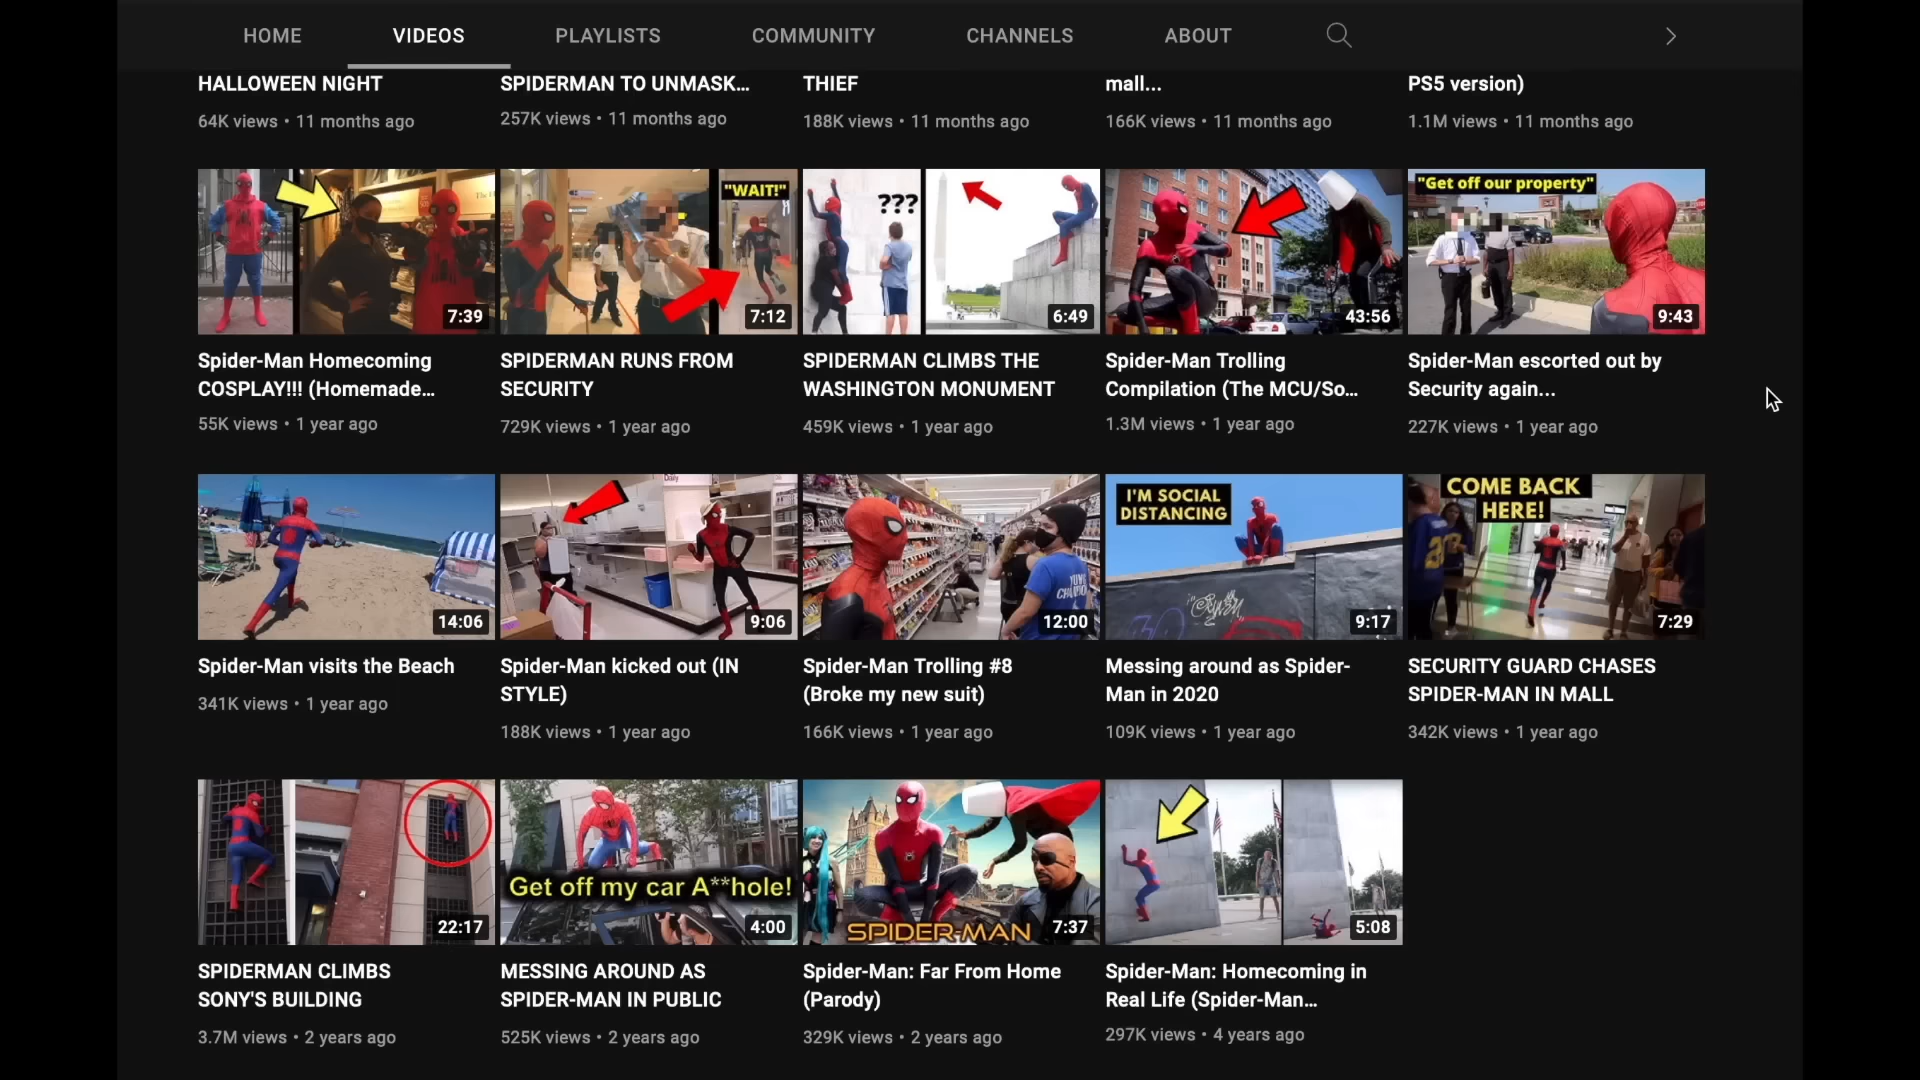 HOME VIDEOS PLAYLISTS COMMUNITY CHANNELS ABOUT
HALLOWEEN NIGHT
64K views • 11 months ago
SPIDERMAN TO UNMASK...
257K views • 11 months ago
THIEF
188K views • 11 months ago
mall...
166K views • 11 months ago
PS5 version)
1.1M views • 11 months ago
7:39
Spider-Man Homecoming
COSPLAY!!! (Homemade...
55K views • 1 year ago
"WAIT!"
7:12
SPIDERMAN RUNS FROM
SECURITY
729K views • 1 year ago
???
6:49
SPIDERMAN CLIMBS THE
WASHINGTON MONUMENT
459K views • 1 year ago
43:56
Spider-Man Trolling
Compilation (The MCU/So...
1.3M views • 1 year ago
"Get off our property"
9:43
Spider-Man escorted out by
Security again...
227K views • 1 year ago
14:06
Spider-Man visits the Beach
341K views • 1 year ago
Daily
9:06
Spider-Man kicked out (IN
STYLE)
188K views • 1 year ago
12:00
Spider-Man Trolling #8
(Broke my new suit)
166K views • 1 year ago
I'M SOCIAL
DISTANCING
9:17
Messing around as Spider-
Man in 2020
109K views • 1 year ago
COME BACK
HERE!
7:29
SECURITY GUARD CHASES
SPIDER-MAN IN MALL
342K views • 1 year ago
22:17
SPIDERMAN CLIMBS
SONY'S BUILDING
3.7M views • 2 years ago
Get off my car A**hole!
4:00
MESSING AROUND AS
SPIDER-MAN IN PUBLIC
525K views • 2 years ago
SPIDER-MAN
7:37
Spider-Man: Far From Home
(Parody)
329K views • 2 years ago
5:08
Spider-Man: Homecoming in
Real Life (Spider-Man...
297K views • 4 years ago